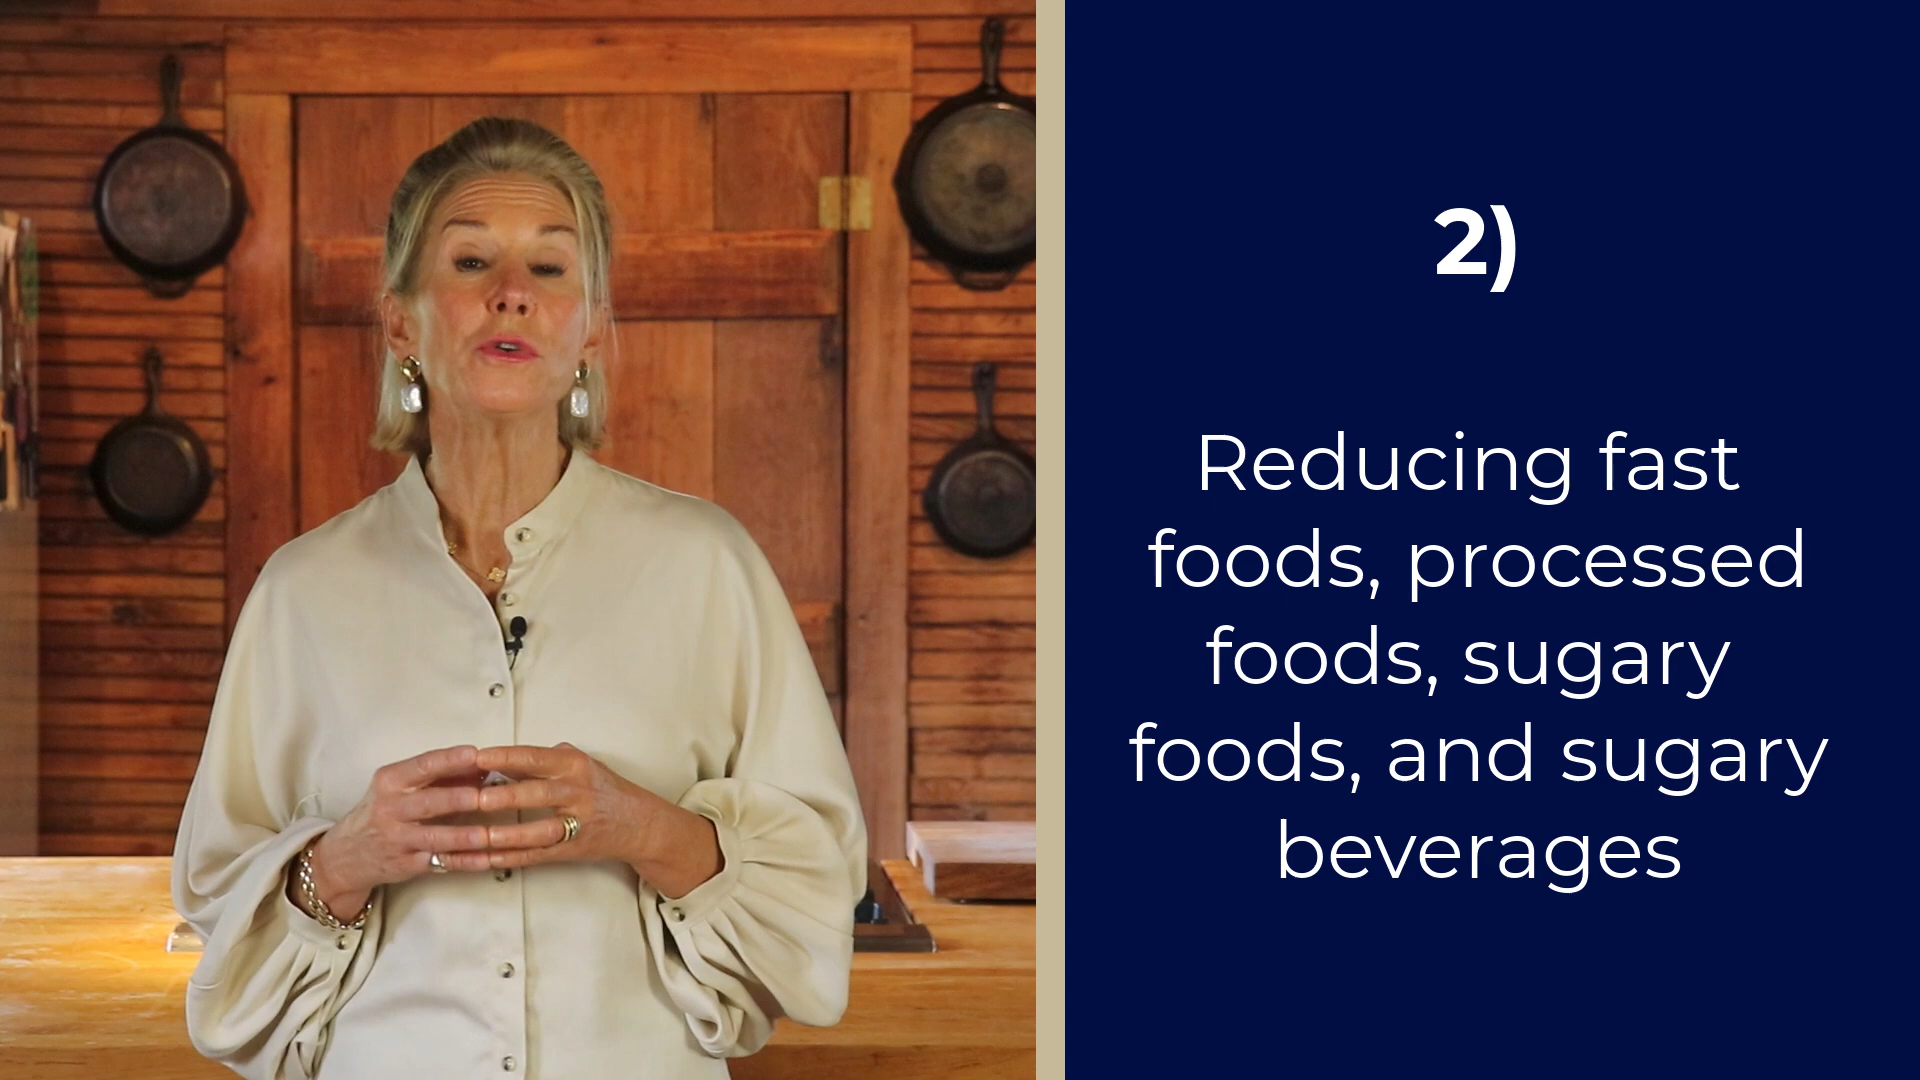 2)
Reducing fast
foods, processed
foods, sugary
foods, and sugary
beverages